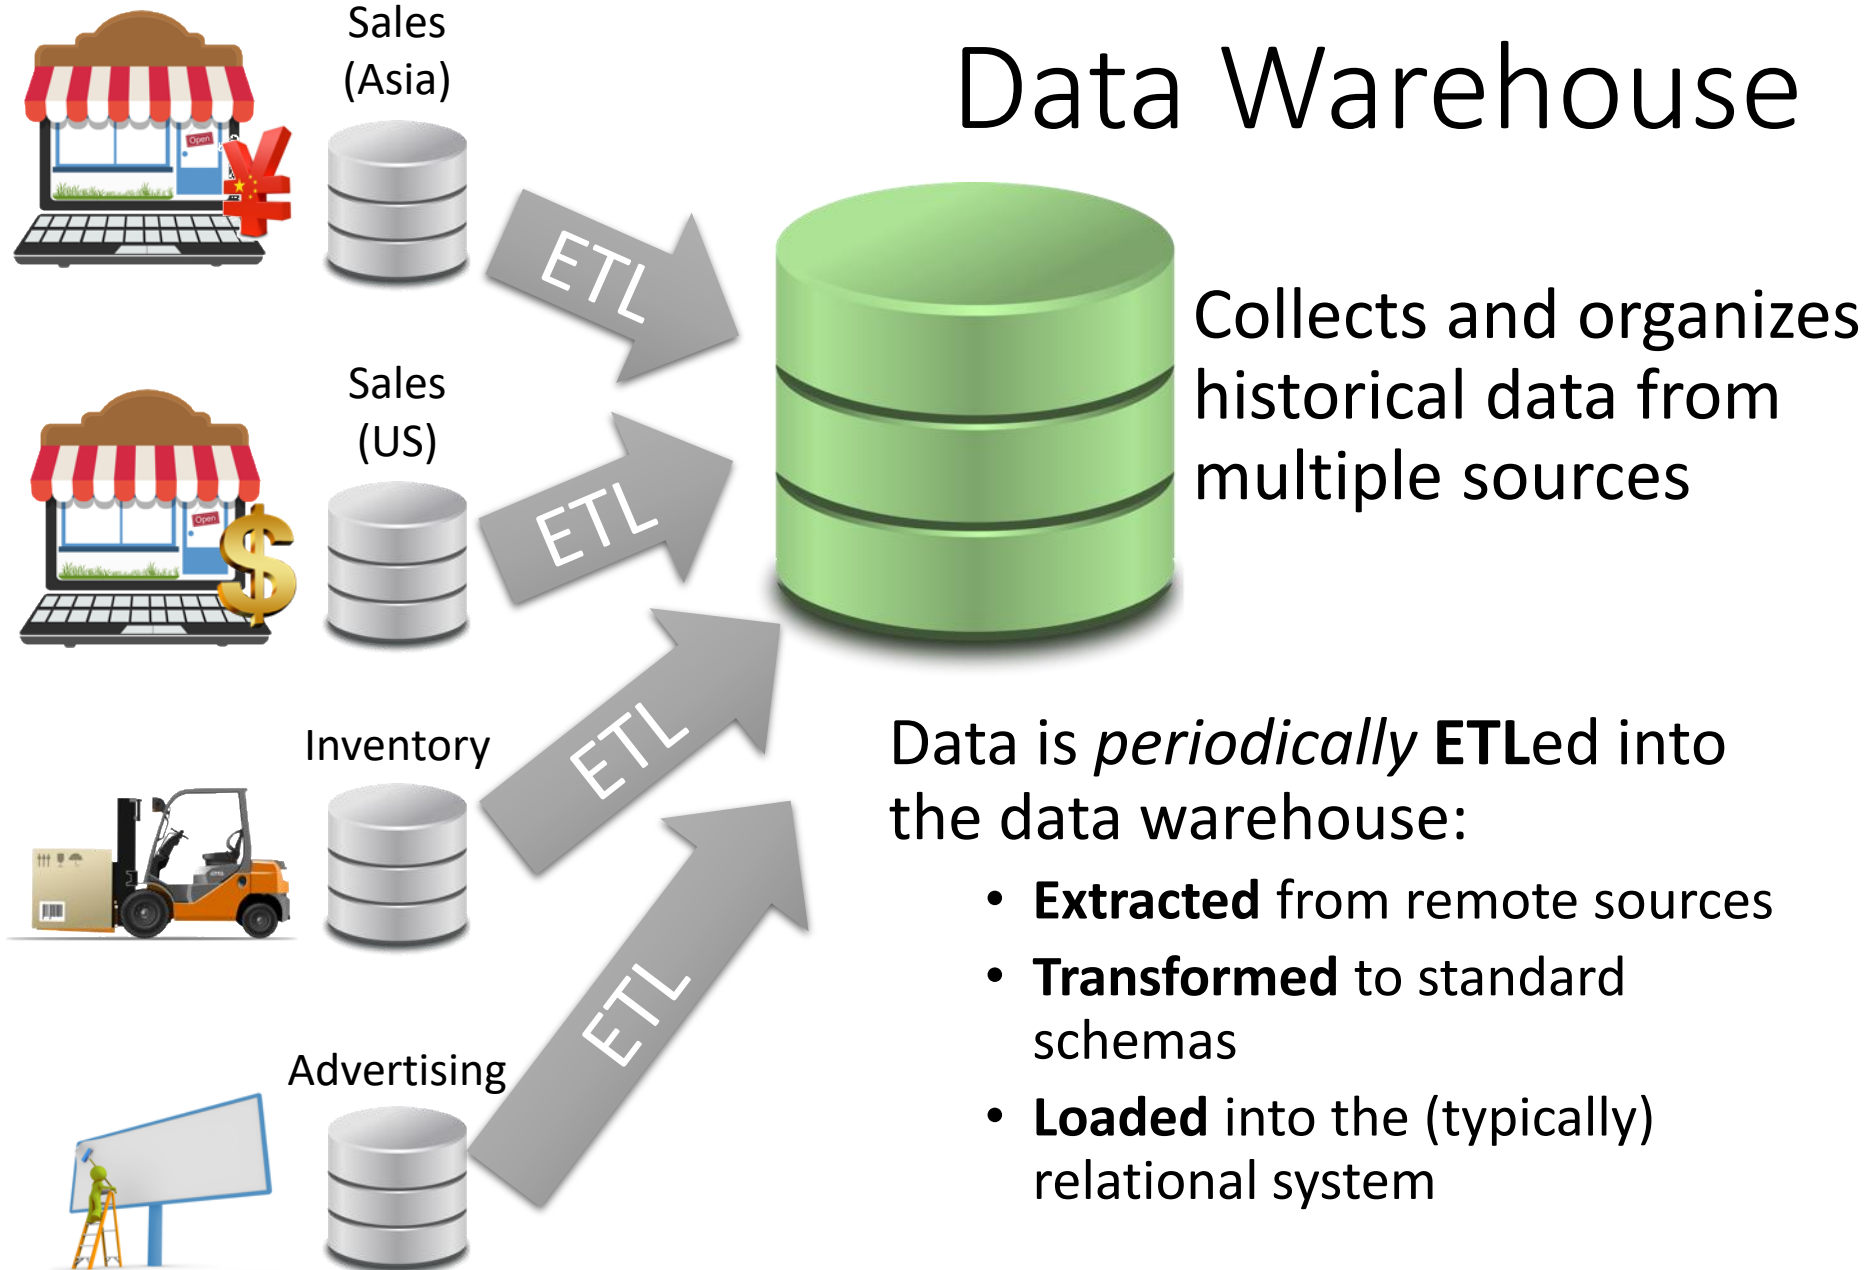 Data Warehouse
Sales
(Asia)
Open
ETL
Collects and organizes
historical data from
multiple sources
Sales
(US)
Open
ETL
Inventory
ETL
Advertising
ETL
Data is periodically ETLed into
the data warehouse:
• Extracted from remote sources
• Transformed to standard
schemas
• Loaded into the (typically)
relational system